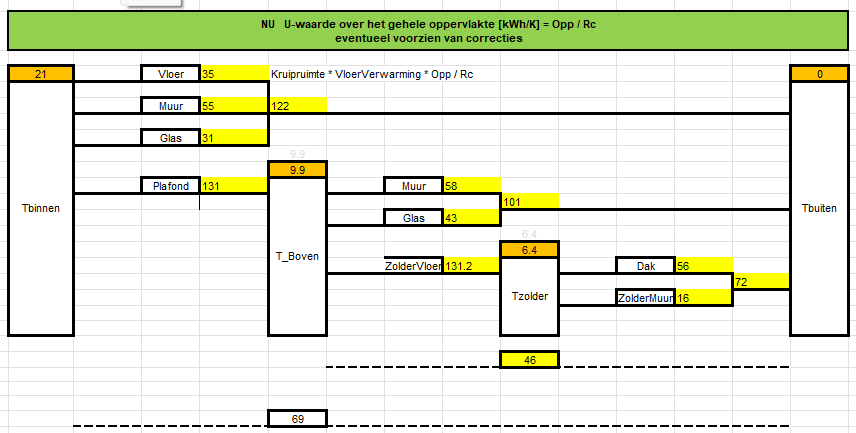 NU U-waarde over het gehele oppervlakte [kWh/K] = Opp / Rc
eventueel voorzien van correcties
21 Vloer 35 Kruipruimte * VloerVerwarming * Opp / Rc 0
Muur 55 122
Glas 31
9.9
9.9
Plafond 131 Muur 58
101
Tbinnen Glas 43 Tbuiten
6.4
6.4
T_Boven
ZolderVloer 131.2 Dak 56
72
Tzolder ZolderMuur 16
46
69